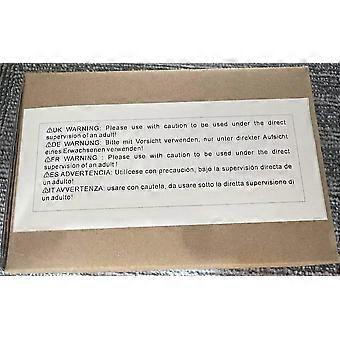 ⚠UK WARNING: Please use with caution to be used under the direct
supervision of an adult!
⚠DE WARNUNG: Bitte mit Vorsicht verwenden, nur unter direkter Aufsicht
eines Erwachsenen verwenden!
⚠FR WARNING : Please use with caution to be used under the direct
supervision of an adult!
⚠ES ADVERTENCIA: Utilícese con precaución, bajo la supervisión directa de
un adulto!
⚠IT AVVERTENZA: usare con cautela, da usare sotto la diretta supervisione di
un adulto!